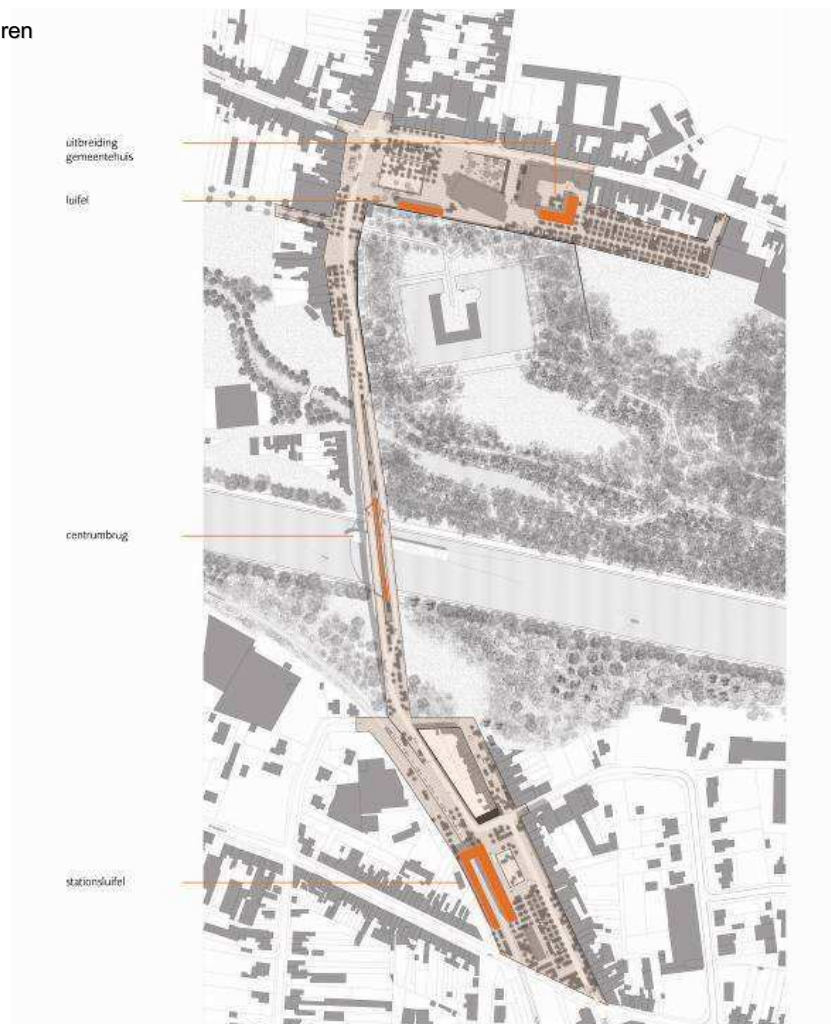 ren
uitbreiding
gemeentehuis
luifel
centrumbrug
stationsluifel